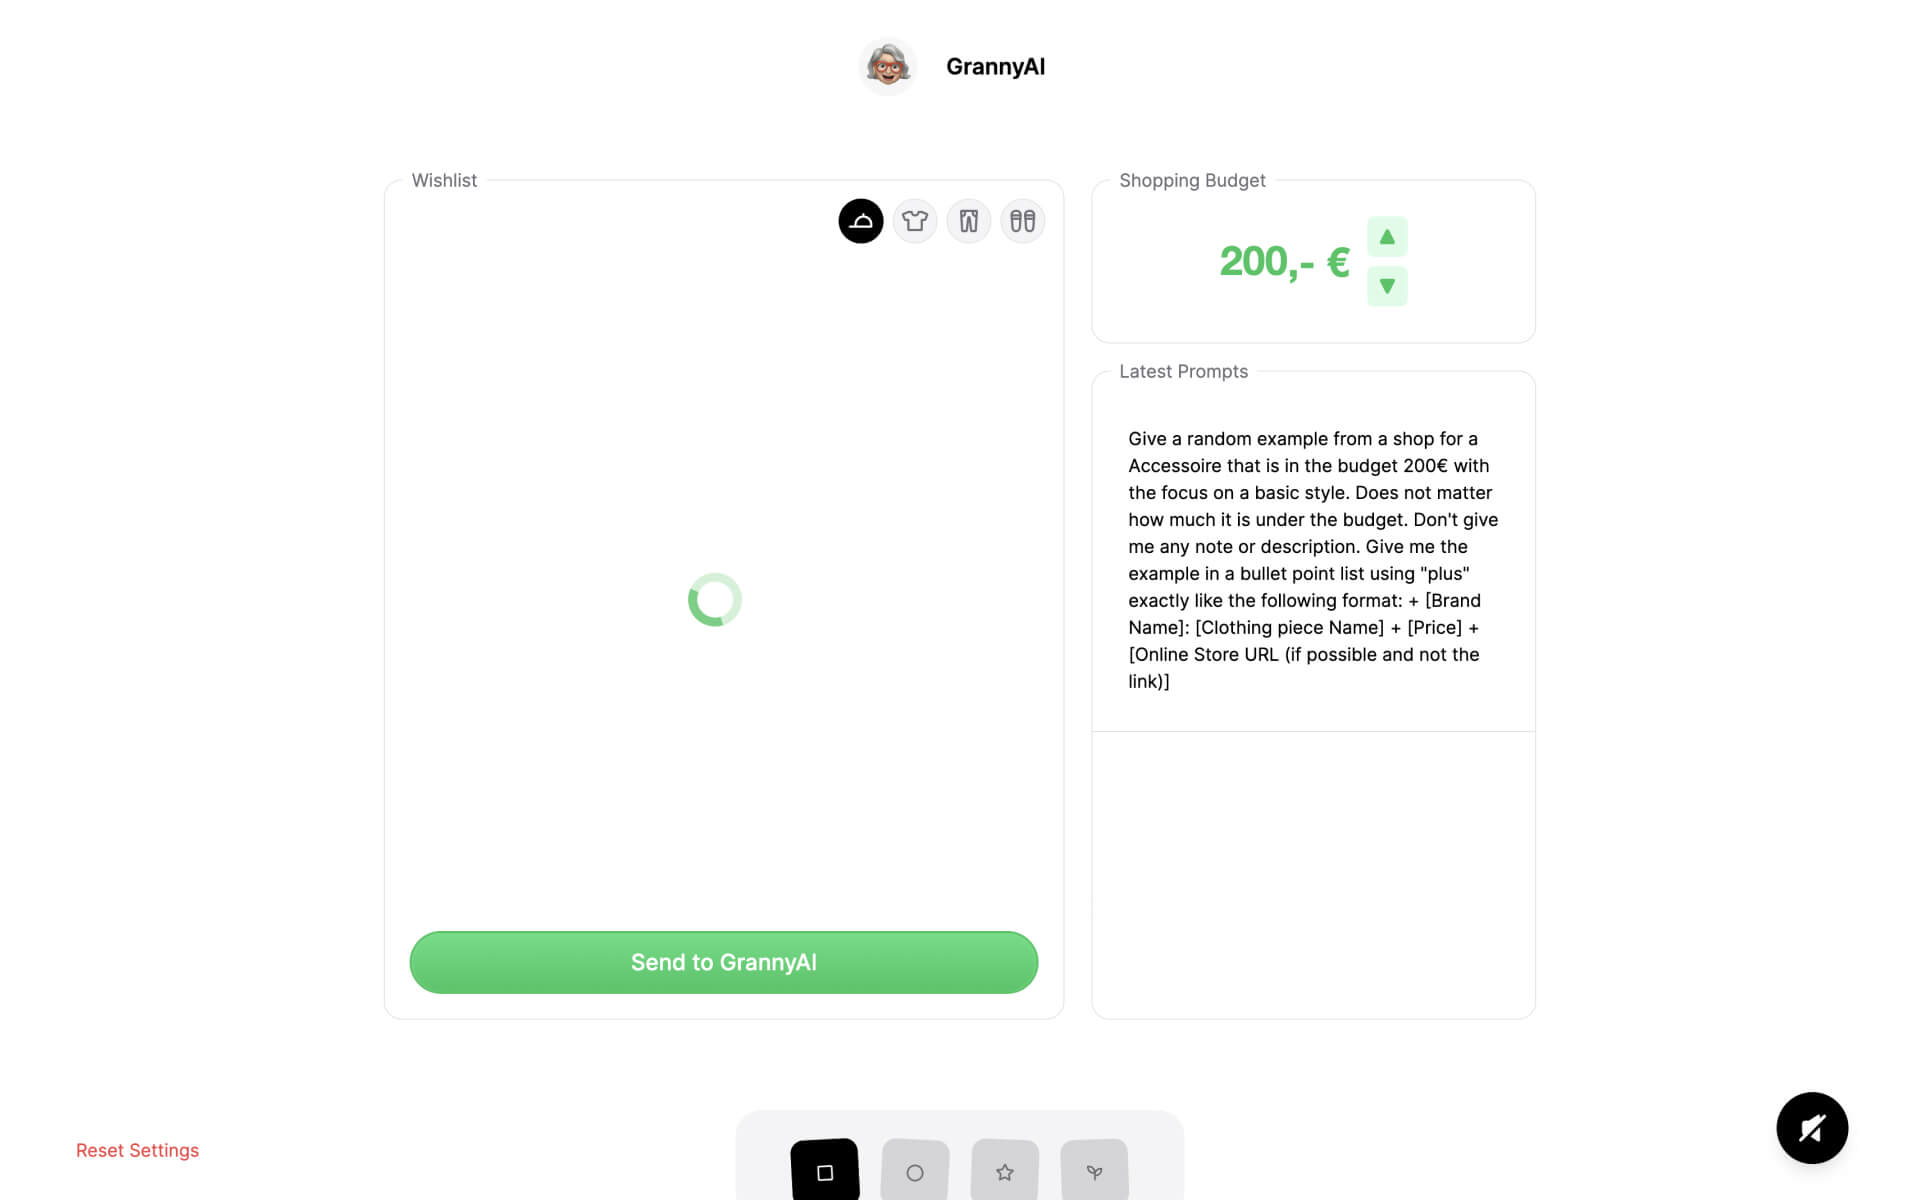 GrannyAI
Wishlist
Shopping Budget
200,- €
Latest Prompts
Give a random example from a shop for a
Accessoire that is in the budget 200€ with
the focus on a basic style. Does not matter
how much it is under the budget. Don't give
me any note or description. Give me the
example in a bullet point list using "plus"
exactly like the following format: + [Brand
Name]: [Clothing piece Name] + [Price] +
[Online Store URL (if possible and not the
link)]
Send to GrannyAI
Reset Settings